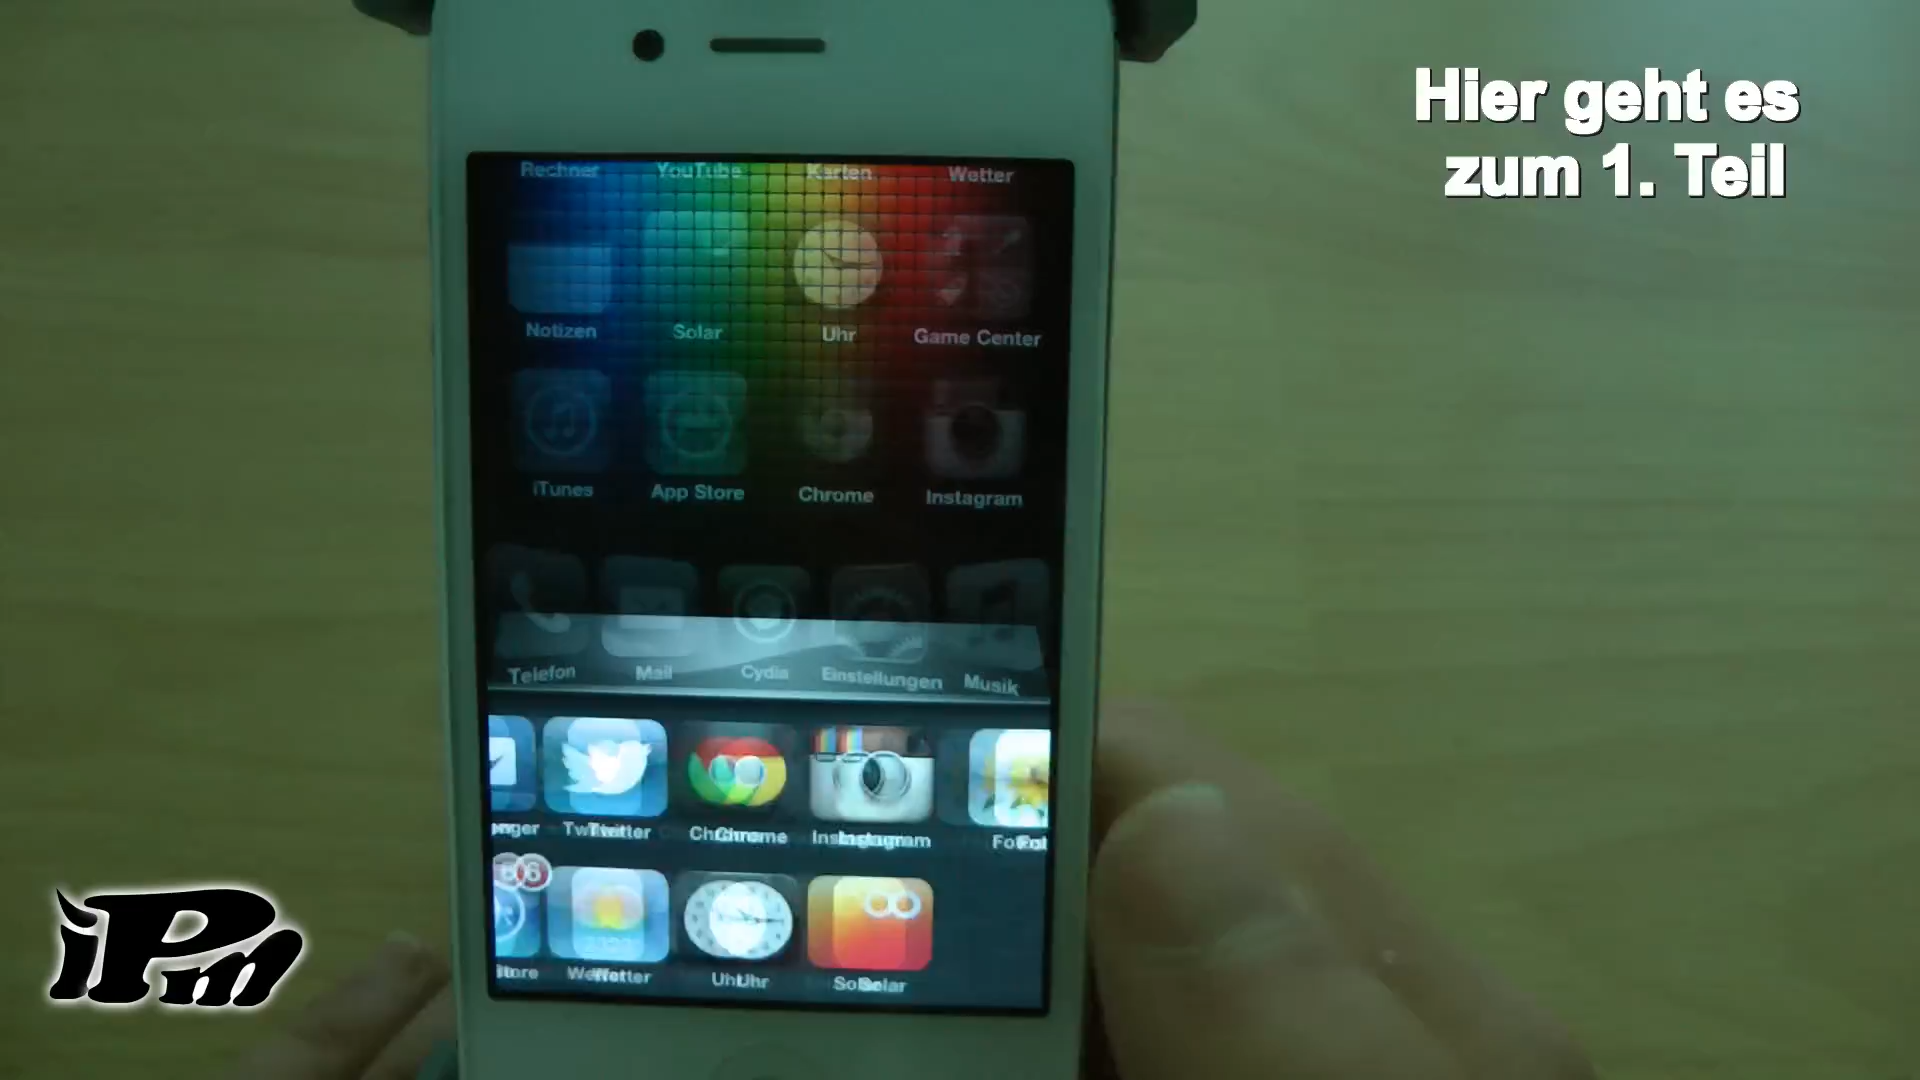 Hier geht es
zum 1. Teil
Rechner YouTube Karten Wetter
Notizen Solar Uhr Game Center
iTunes App Store Chrome Instagram
Telefon Mail Cydia Einstellungen Musik
Twitter Chrome Instagram
Wetter Uhr Solar
iPm